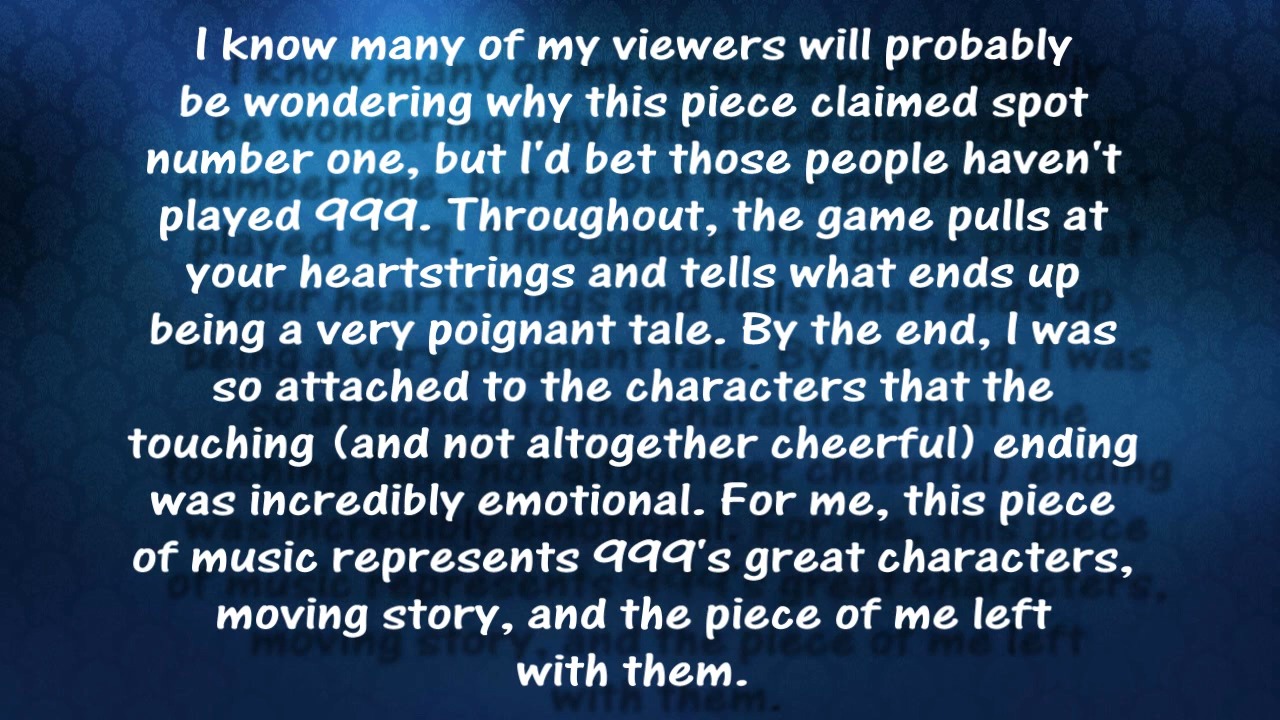 I know many of my viewers will probably
be wondering why this piece claimed spot
number one, but I'd bet those people haven't
played 999. Throughout, the game pulls at
your heartstrings and tells what ends up
being a very poignant tale. By the end, I was
so attached to the characters that the
touching (and not altogether cheerful) ending
was incredibly emotional. For me, this piece
of music represents 999's great characters,
moving story, and the piece of me left
with them.